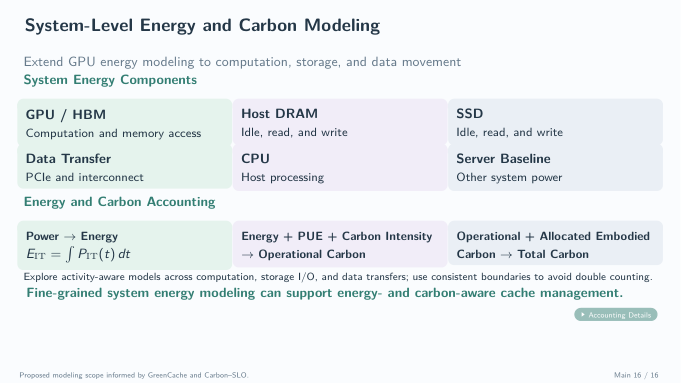 System-Level Energy and Carbon Modeling
Extend GPU energy modeling to computation, storage, and data movement
System Energy Components
GPU / HBM
Computation and memory access
Host DRAM
Idle, read, and write
SSD
Idle, read, and write
Data Transfer
PCIe and interconnect
CPU
Host processing
Server Baseline
Other system power
Energy and Carbon Accounting
Power → Energy
E_IT = ∫ P_IT(t) dt
Energy + PUE + Carbon Intensity
→ Operational Carbon
Operational + Allocated Embodied
Carbon → Total Carbon
Explore activity-aware models across computation, storage I/O, and data transfers; use consistent boundaries to avoid double counting.
Fine-grained system energy modeling can support energy- and carbon-aware cache management.
Accounting Details
Proposed modeling scope informed by GreenCache and Carbon–SLO.
Main 16 / 16